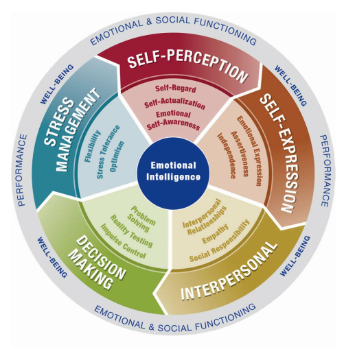 EMOTIONAL & SOCIAL FUNCTIONING
WELL-BEING
WELL-BEING
SELF-PERCEPTION
Self-Regard
Self-Actualization
Emotional
Self-Awareness
SELF-EXPRESSION
Emotional Expression
Assertiveness
Independence
PERFORMANCE
INTERPERSONAL
Interpersonal
Relationships
Empathy
Social Responsibility
WELL-BEING
DECISION
MAKING
Problem
Solving
Reality Testing
Impulse Control
WELL-BEING
STRESS
MANAGEMENT
Flexibility
Stress Tolerance
Optimism
PERFORMANCE
Emotional
Intelligence
EMOTIONAL & SOCIAL FUNCTIONING